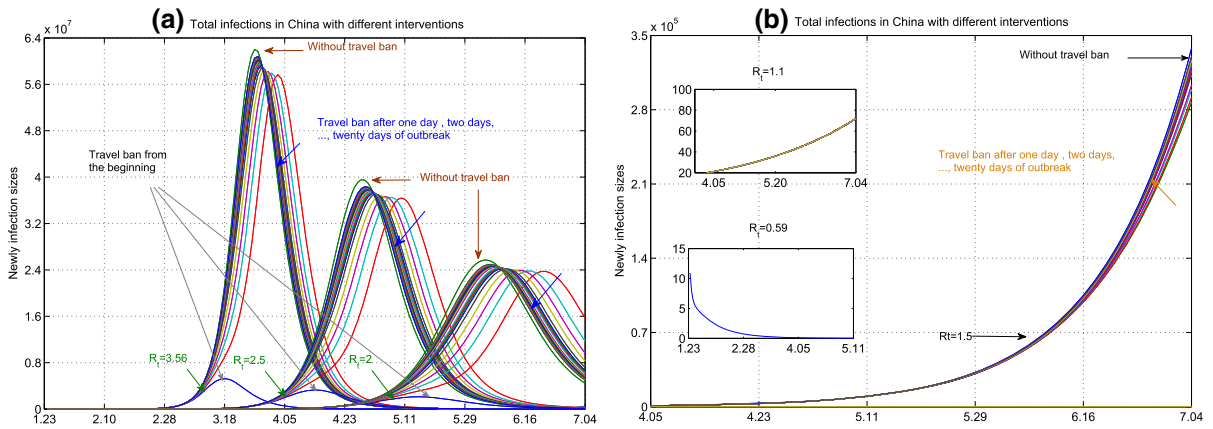 (a)
Total infections in China with different interventions
x 10^7
6.4
5.6
4.8
4
3.2
2.4
1.6
0.8
0
Newly infection sizes
Without travel ban
Travel ban after one day , two days,
..., twenty days of outbreak
Travel ban from
the beginning
Without travel ban
R_t=3.56
R_t=2.5
R_t=2
1.23
2.10
2.28
3.18
4.05
4.23
5.11
5.29
6.16
7.04
(b)
Total infections in China with different interventions
x 10^5
3.5
2.8
2.1
1.4
0.7
0
Newly infection sizes
Without travel ban
R_t=1.1
100
80
60
40
20
4.05
5.20
7.04
Travel ban after one day , two days,
..., twenty days of outbreak
R_t=0.59
15
10
5
0
1.23
2.28
4.05
5.11
Rt=1.5
4.05
4.23
5.11
5.29
6.16
7.04